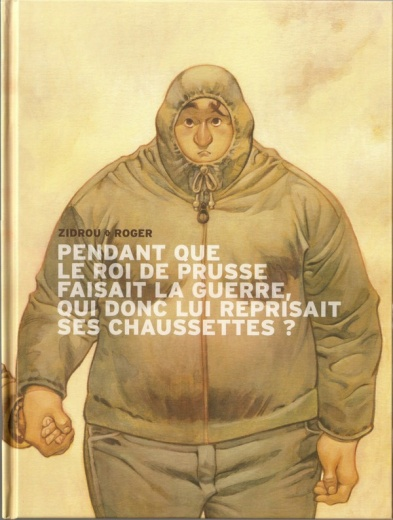 ZIDROU & ROGER
PENDANT QUE
LE ROI DE PRUSSE
FAISAIT LA GUERRE,
QUI DONC LUI REPRISAIT
SES CHAUSSETTES ?